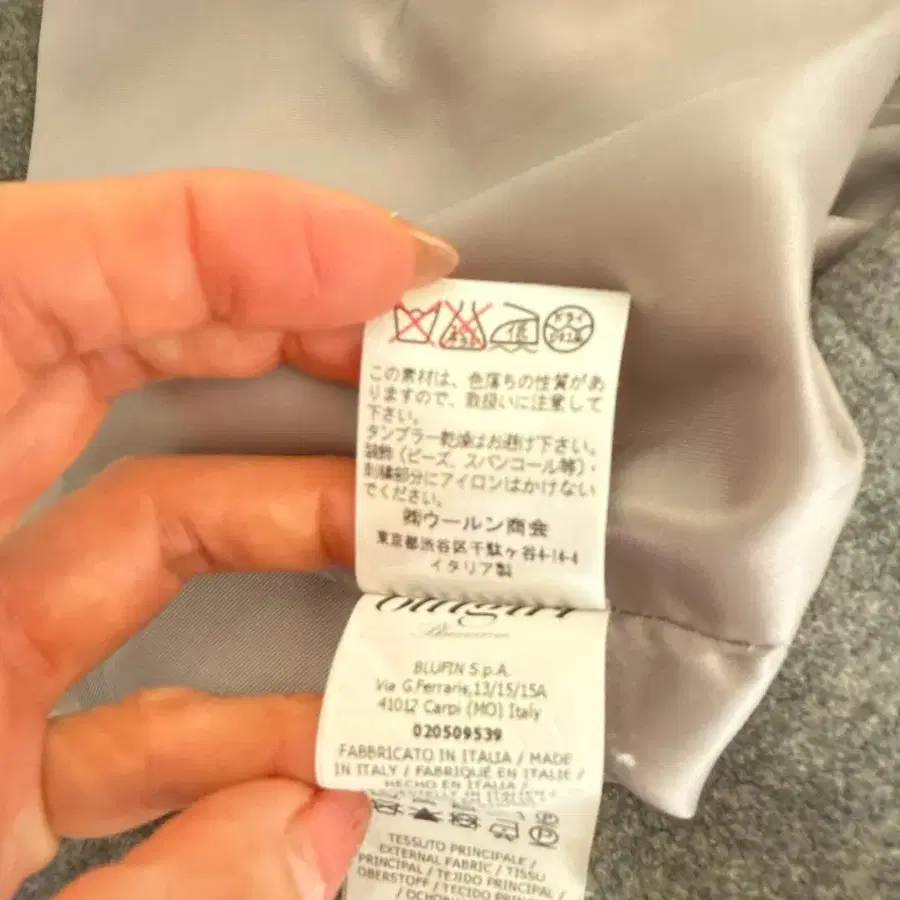 低
ドライ
この素材は、色落ちの性質があ
りますので、取扱いに注意して
下さい。
タンブラー乾燥はお避け下さい。
装飾（ビーズ、スパンコール等）・
刺繍部分にアイロンはかけない
でください。
㈱ウールン商会
東京都渋谷区千駄ヶ谷4-14-4
イタリア製
Blumarine
BLUFIN S.p.A.
Via G.Ferraris,13/15/15A
41012 Carpi (MO) Italy
020509539
FABBRICATO IN ITALIA / MADE
IN ITALY / FABRIQUÉ EN ITALIE /
HECHO EN ITALIA /
TESSUTO PRINCIPALE /
EXTERNAL FABRIC / TISSU
PRINCIPAL / TEJIDO PRINCIPAL /
OBERSTOFF / TECIDO PRINCIPAL